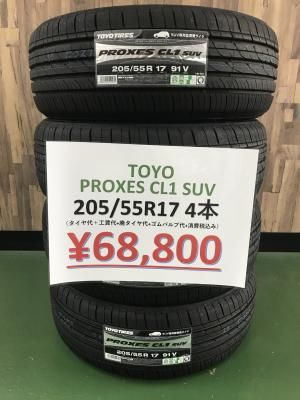 TOYO TIRES
PROXES CL1 SUV
205/55R 17 91V
TOYO
PROXES CL1 SUV
205/55R17 4本
(タイヤ代+工賃代+廃タイヤ代+ゴムバルブ代+消費税込み)
¥68,800
TOYO TIRES
PROXES CL1 SUV
205/55R 17 91V